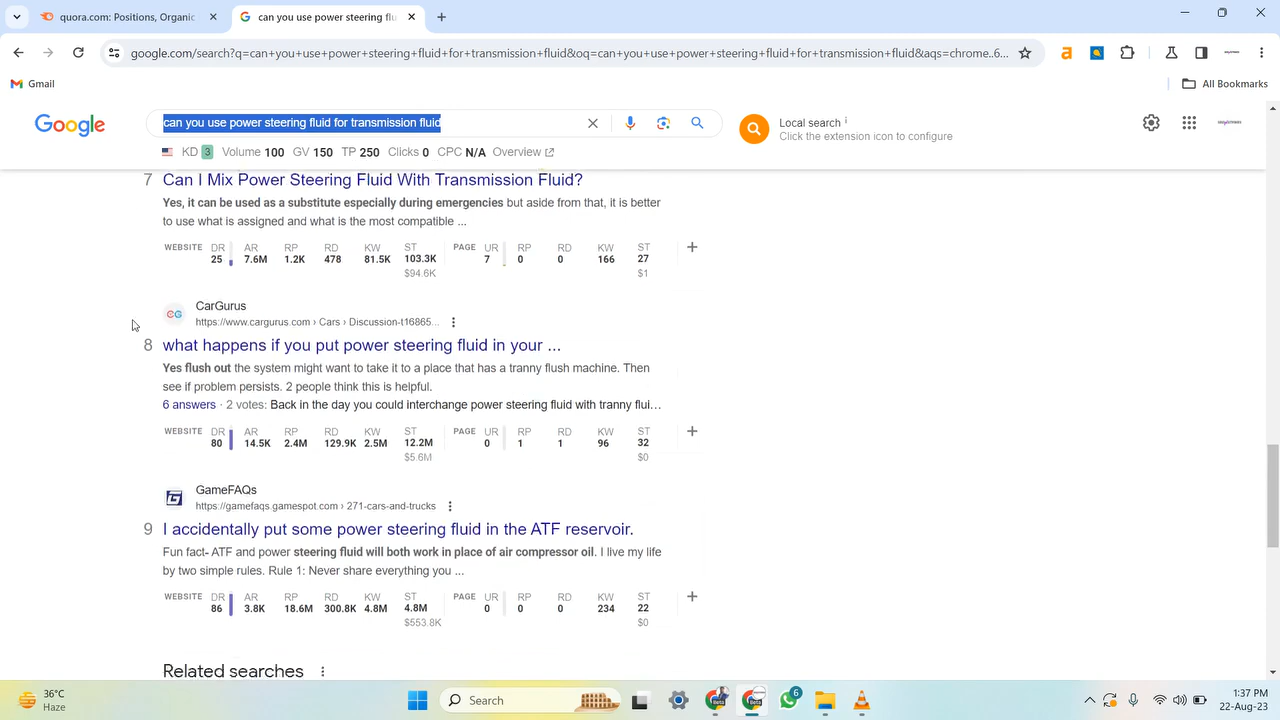 quora.com: Positions, Organic
can you use power steering flu
google.com/search?q=can+you+use+power+steering+fluid+for+transmission+fluid&oq=can+you+use+power+steering+fluid+for+transmission+fluid&aqs=chrome..6...
Gmail
All Bookmarks
Google
can you use power steering fluid for transmission fluid
Local search i
Click the extension icon to configure
KD 3 Volume 100 GV 150 TP 250 Clicks 0 CPC N/A Overview
7 Can I Mix Power Steering Fluid With Transmission Fluid?
Yes, it can be used as a substitute especially during emergencies but aside from that, it is better
to use what is assigned and what is the most compatible ...
WEBSITE DR AR RP RD KW ST PAGE UR RP RD KW ST
25 7.6M 1.2K 478 81.5K 103.3K 7 0 0 166 27
$94.6K $1
CarGurus
https://www.cargurus.com › Cars › Discussion-t16865...
8 what happens if you put power steering fluid in your ...
Yes flush out the system might want to take it to a place that has a tranny flush machine. Then
see if problem persists. 2 people think this is helpful.
6 answers · 2 votes: Back in the day you could interchange power steering fluid with tranny flui...
WEBSITE DR AR RP RD KW ST PAGE UR RP RD KW ST
80 14.5K 2.4M 129.9K 2.5M 12.2M 0 1 1 96 32
$5.6M $0
GameFAQs
https://gamefaqs.gamespot.com › 271-cars-and-trucks
9 I accidentally put some power steering fluid in the ATF reservoir.
Fun fact- ATF and power steering fluid will both work in place of air compressor oil. I live my life
by two simple rules. Rule 1: Never share everything you ...
WEBSITE DR AR RP RD KW ST PAGE UR RP RD KW ST
86 3.8K 18.6M 300.8K 4.8M 4.8M 0 0 0 234 22
$553.8K $0
Related searches
36°C
Haze
Search
6
1:37 PM
22-Aug-23